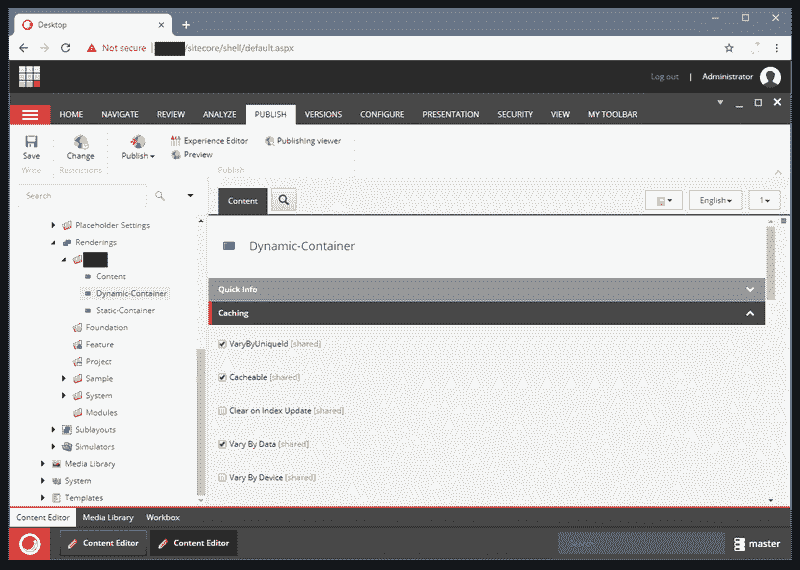 Desktop
Not secure
/sitecore/shell/default.aspx
Log out | Administrator
HOME NAVIGATE REVIEW ANALYZE PUBLISH VERSIONS CONFIGURE PRESENTATION SECURITY VIEW MY TOOLBAR
Save Change Publish Experience Editor Publishing viewer
Preview
Write Restrictions Publish
Search
Content
English 1
Placeholder Settings
Renderings
Content
Dynamic-Container
Static-Container
Foundation
Feature
Project
Sample
System
Modules
Sublayouts
Simulators
Media Library
System
Templates
Dynamic-Container
Quick Info
Caching
VaryByUniqueId [shared]
Cacheable [shared]
Clear on Index Update [shared]
Vary By Data [shared]
Vary By Device [shared]
Content Editor Media Library Workbox
Content Editor Content Editor Search master